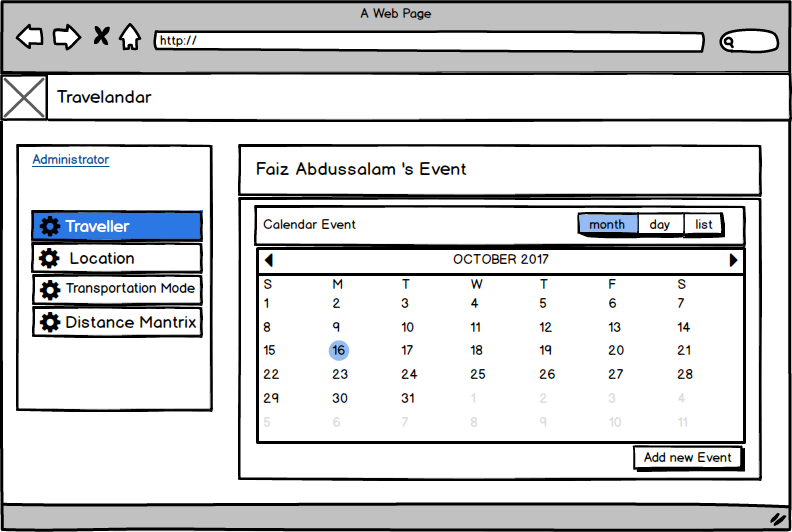 A Web Page
http://
Travelandar
Administrator
Traveller
Location
Transportation Mode
Distance Mantrix
Faiz Abdussalam 's Event
Calendar Event month day list
OCTOBER 2017
S M T W T F S
1 2 3 4 5 6 7
8 9 10 11 12 13 14
15 16 17 18 19 20 21
22 23 24 25 26 27 28
29 30 31 1 2 3 4
5 6 7 8 9 10 11
Add new Event